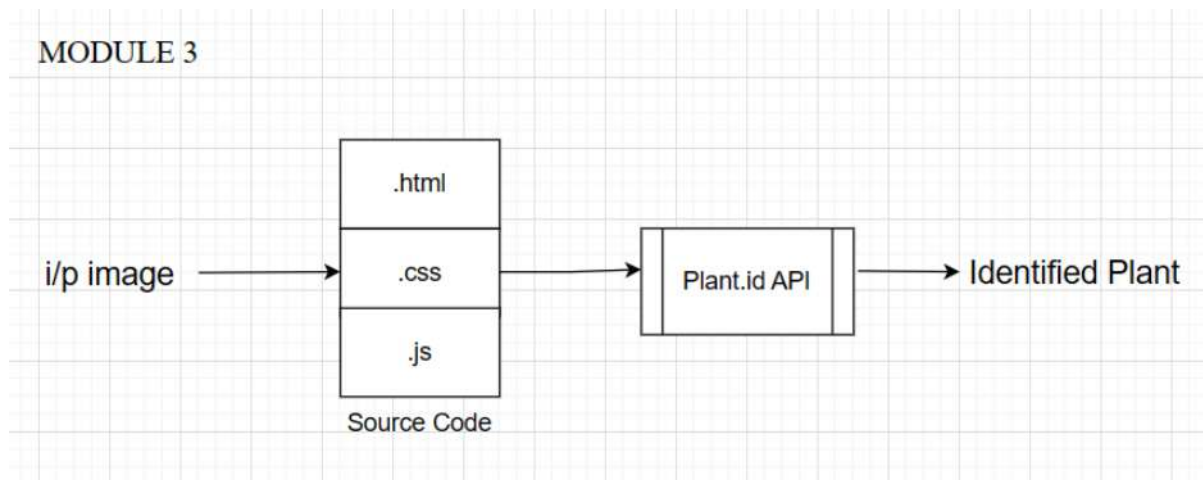 MODULE 3
.html
i/p image
.css
Plant.id API
Identified Plant
.js
Source Code